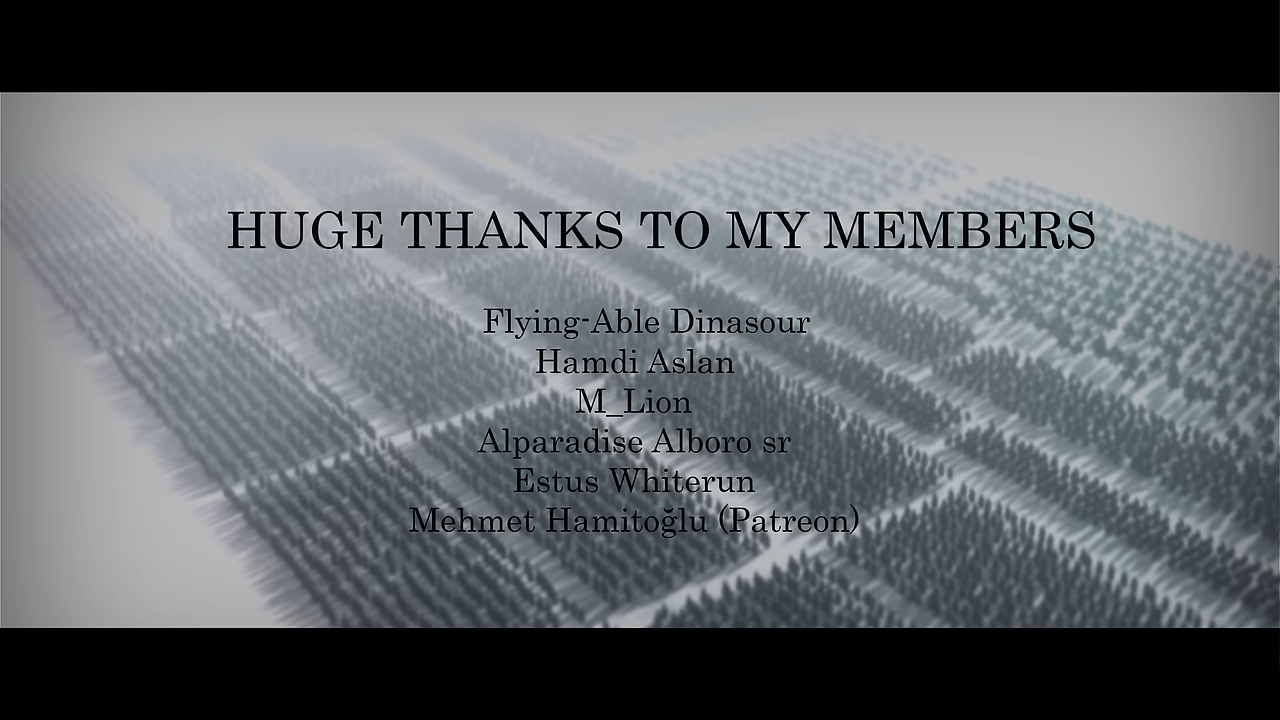 HUGE THANKS TO MY MEMBERS
Flying-Able Dinasour
Hamdi Aslan
M_Lion
Alparadise Alboro sr
Estus Whiterun
Mehmet Hamitoğlu (Patreon)